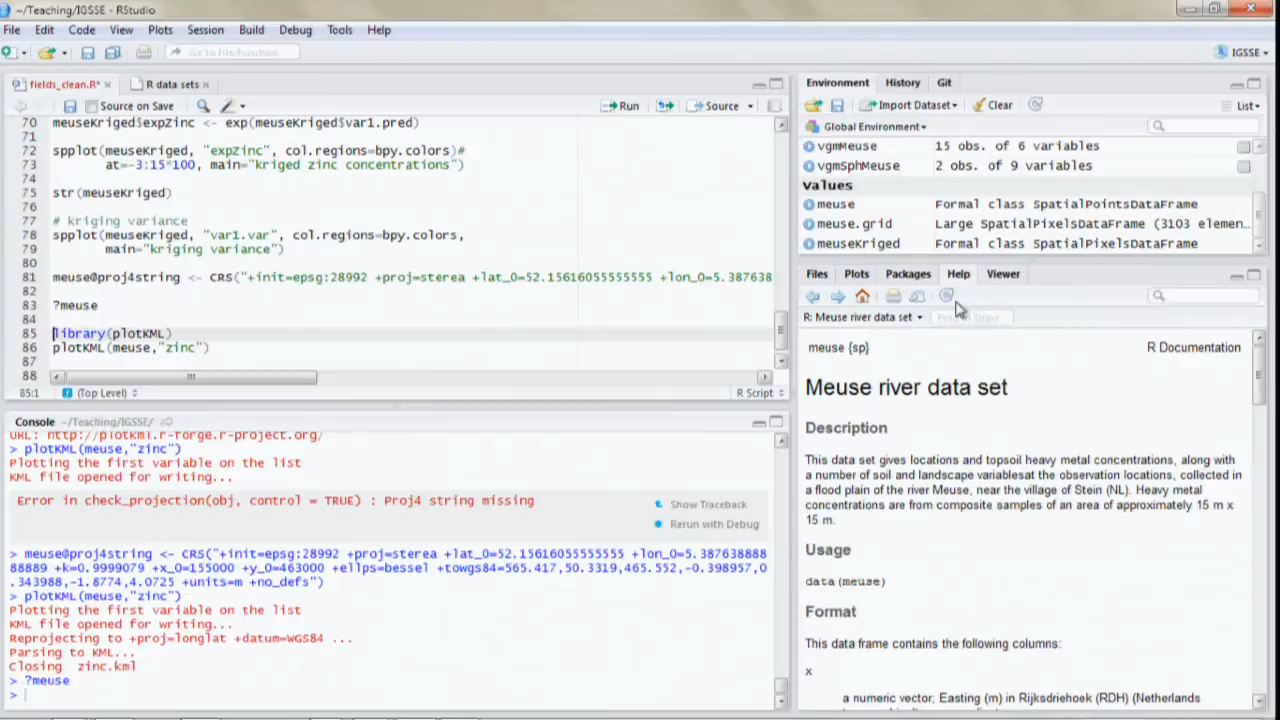 ~/Teaching/IGSSE - RStudio
File Edit Code View Plots Session Build Debug Tools Help
Go to file/function
IGSSE
fields_clean.R* × R data sets ×
Source on Save
Run
Source
70 meuseKriged$expZinc <- exp(meuseKriged$var1.pred)
71
72 spplot(meuseKriged, "expZinc", col.regions=bpy.colors)#
73 at=-3:15*100, main="kriged zinc concentrations")
74
75 str(meuseKriged)
76
77 # kriging variance
78 spplot(meuseKriged, "var1.var", col.regions=bpy.colors,
79 main="kriging variance")
80
81 meuse@proj4string <- CRS("+init=epsg:28992 +proj=sterea +lat_0=52.15616055555555 +lon_0=5.387638
82
83 ?meuse
84
85 library(plotKML)
86 plotKML(meuse,"zinc")
87
88
85:1 (Top Level) R Script
Console ~/Teaching/IGSSE/
URL: http://plotkml.r-forge.r-project.org/
> plotKML(meuse,"zinc")
Plotting the first variable on the list
KML file opened for writing...
Error in check_projection(obj, control = TRUE) : Proj4 string missing
Show Traceback
Rerun with Debug
> meuse@proj4string <- CRS("+init=epsg:28992 +proj=sterea +lat_0=52.15616055555555 +lon_0=5.387638888
88889 +k=0.9999079 +x_0=155000 +y_0=463000 +ellps=bessel +towgs84=565.417,50.3319,465.552,-0.398957,0
.343988,-1.8774,4.0725 +units=m +no_defs")
> plotKML(meuse,"zinc")
Plotting the first variable on the list
KML file opened for writing...
Reprojecting to +proj=longlat +datum=WGS84 ...
Parsing to KML...
Closing zinc.kml
> ?meuse
>
Environment History Git
Import Dataset Clear List
Global Environment
vgmMeuse 15 obs. of 6 variables
vgmSphMeuse 2 obs. of 9 variables
Values
meuse Formal class SpatialPointsDataFrame
meuse.grid Large SpatialPixelsDataFrame (3103 elemen…
meuseKriged Formal class SpatialPixelsDataFrame
Files Plots Packages Help Viewer
R: Meuse river data set Find in Topic
meuse {sp} R Documentation
Meuse river data set
Description
This data set gives locations and topsoil heavy metal concentrations, along with
a number of soil and landscape variablesat the observation locations, collected in
a flood plain of the river Meuse, near the village of Stein (NL). Heavy metal
concentrations are from composite samples of an area of approximately 15 m x
15 m.
Usage
data(meuse)
Format
This data frame contains the following columns:
x
a numeric vector; Easting (m) in Rijksdriehoek (RDH) (Netherlands